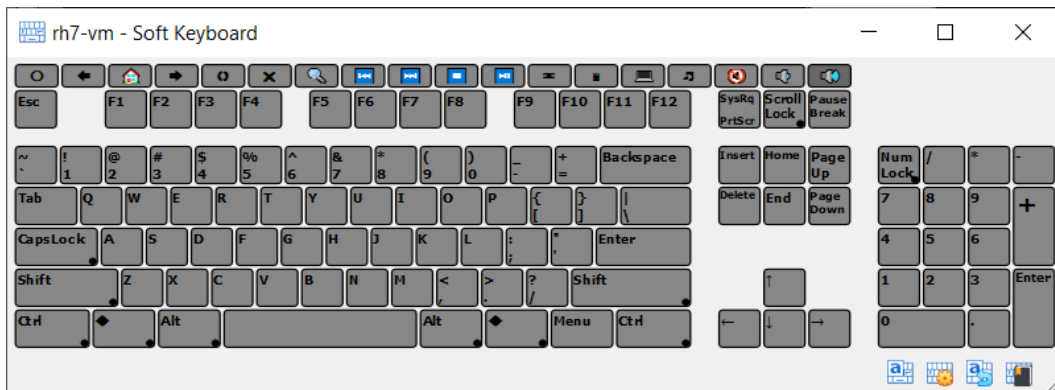 rh7-vm - Soft Keyboard
Esc F1 F2 F3 F4 F5 F6 F7 F8 F9 F10 F11 F12 SysRq PrtScr Scroll Lock Pause Break
~ ` ! 1 @ 2 # 3 $ 4 % 5 ^ 6 & 7 * 8 ( 9 ) 0 _ - + = Backspace Insert Home Page Up Num Lock / * -
Tab Q W E R T Y U I O P { [ } ] | \ Delete End Page Down 7 8 9 +
CapsLock A S D F G H J K L : ; " ' Enter 4 5 6
Shift Z X C V B N M < , > . ? / Shift ↑ 1 2 3 Enter
Ctrl ◆ Alt Alt ◆ Menu Ctrl ← ↓ → 0 .